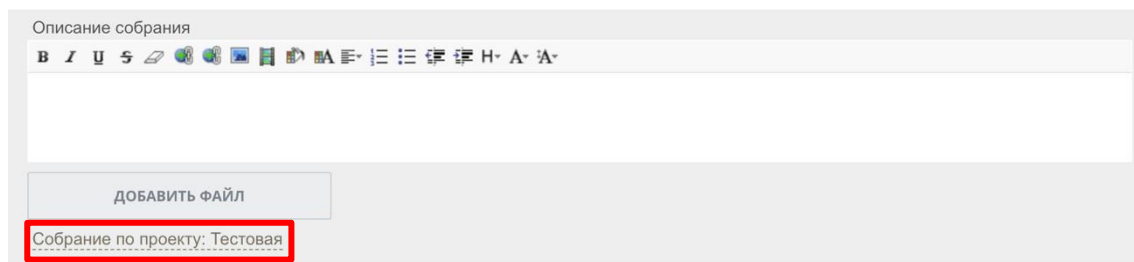 Описание собрания
B I U S H A A
ДОБАВИТЬ ФАЙЛ
Собрание по проекту: Тестовая